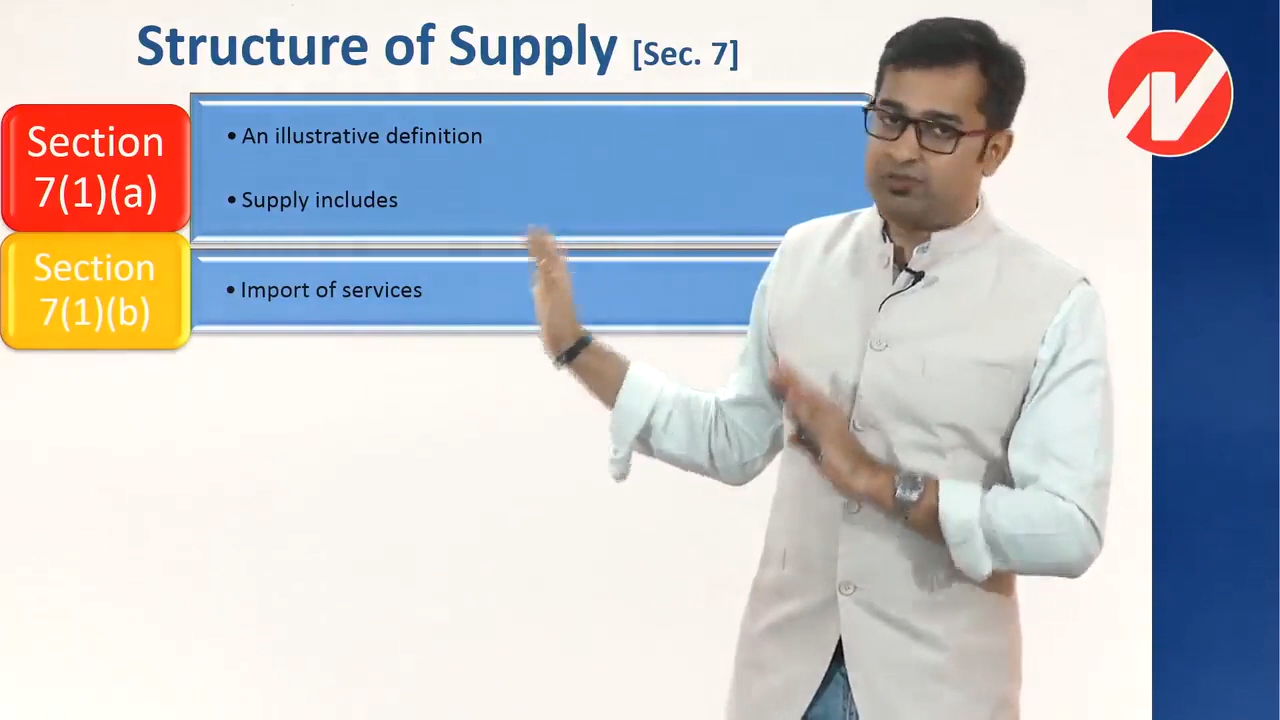 Structure of Supply [Sec. 7]
Section
7(1)(a)
• An illustrative definition
• Supply includes
Section
7(1)(b)
• Import of services